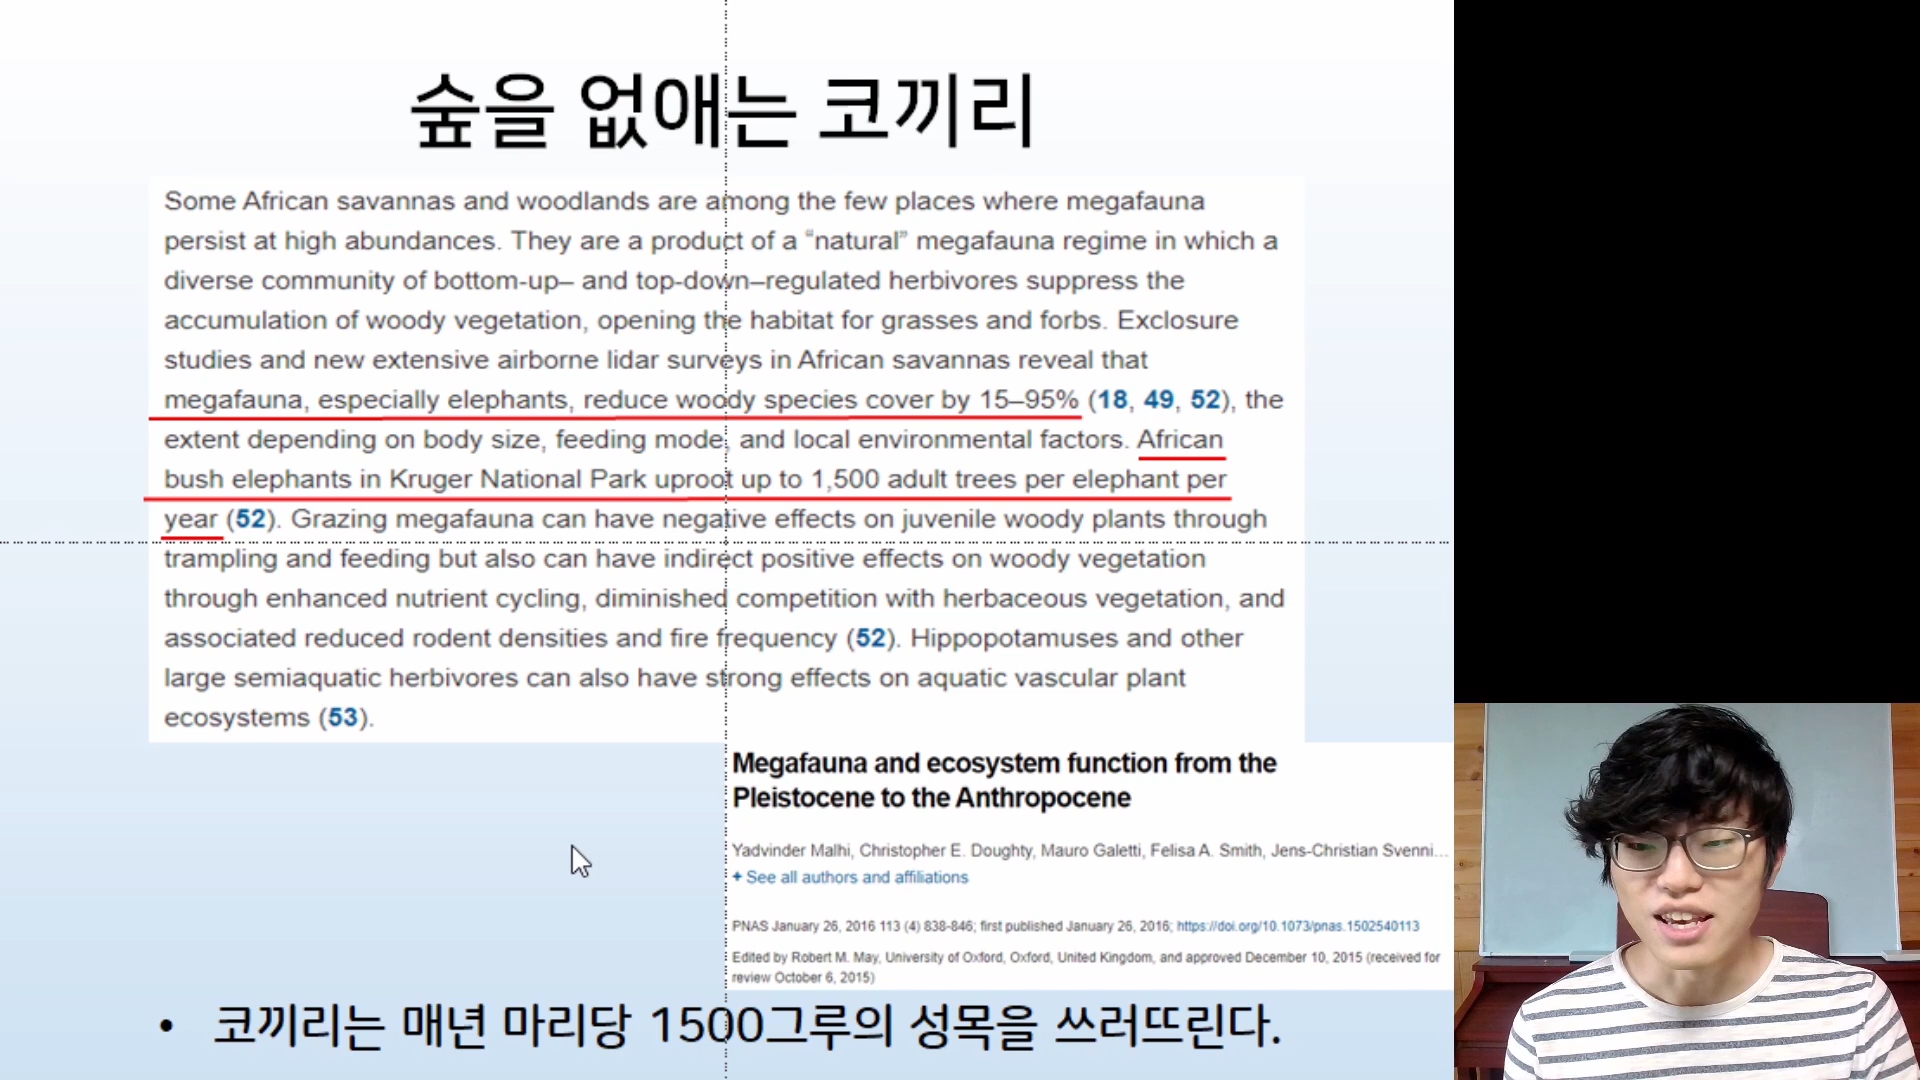 숲을 없애는 코끼리
Some African savannas and woodlands are among the few places where megafauna
persist at high abundances. They are a product of a “natural” megafauna regime in which a
diverse community of bottom-up– and top-down–regulated herbivores suppress the
accumulation of woody vegetation, opening the habitat for grasses and forbs. Exclosure
studies and new extensive airborne lidar surveys in African savannas reveal that
megafauna, especially elephants, reduce woody species cover by 15–95% (18, 49, 52), the
extent depending on body size, feeding mode, and local environmental factors. African
bush elephants in Kruger National Park uproot up to 1,500 adult trees per elephant per
year (52). Grazing megafauna can have negative effects on juvenile woody plants through
trampling and feeding but also can have indirect positive effects on woody vegetation
through enhanced nutrient cycling, diminished competition with herbaceous vegetation, and
associated reduced rodent densities and fire frequency (52). Hippopotamuses and other
large semiaquatic herbivores can also have strong effects on aquatic vascular plant
ecosystems (53).
Megafauna and ecosystem function from the
Pleistocene to the Anthropocene
Yadvinder Malhi, Christopher E. Doughty, Mauro Galetti, Felisa A. Smith, Jens-Christian Svenni...
+ See all authors and affiliations
PNAS January 26, 2016 113 (4) 838-846; first published January 26, 2016; https://doi.org/10.1073/pnas.1502540113
Edited by Robert M. May, University of Oxford, Oxford, United Kingdom, and approved December 10, 2015 (received for
review October 6, 2015)
• 코끼리는 매년 마리당 1500그루의 성목을 쓰러뜨린다.